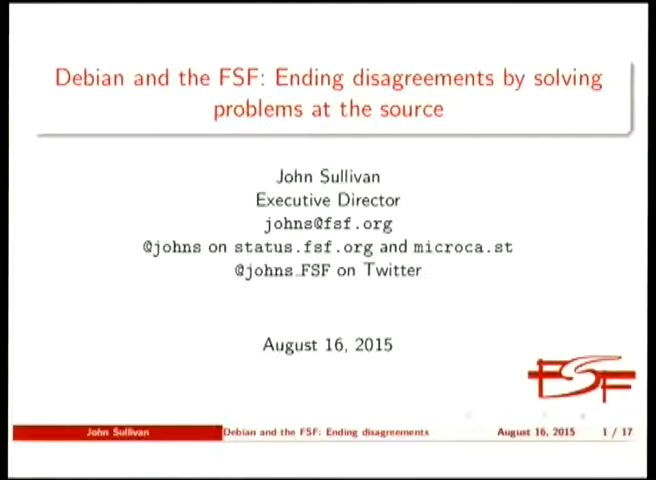 Debian and the FSF: Ending disagreements by solving
problems at the source
John Sullivan
Executive Director
johns@fsf.org
@johns on status.fsf.org and microca.st
@johns_FSF on Twitter
August 16, 2015
FSF
John Sullivan Debian and the FSF: Ending disagreements August 16, 2015 1 / 17